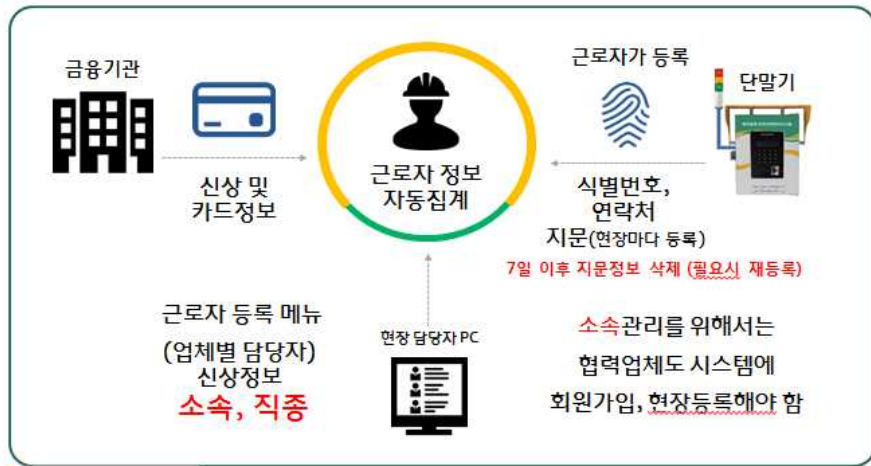 금융기관
신상 및
카드정보
근로자 정보
자동집계
근로자가 등록
단말기
식별번호,
연락처
지문(현장마다 등록)
7일 이후 지문정보 삭제 (필요시 재등록)
근로자 등록 메뉴
(업체별 담당자)
신상정보
소속, 직종
현장 담당자 PC
소속관리를 위해서는
협력업체도 시스템에
회원가입, 현장등록해야 함